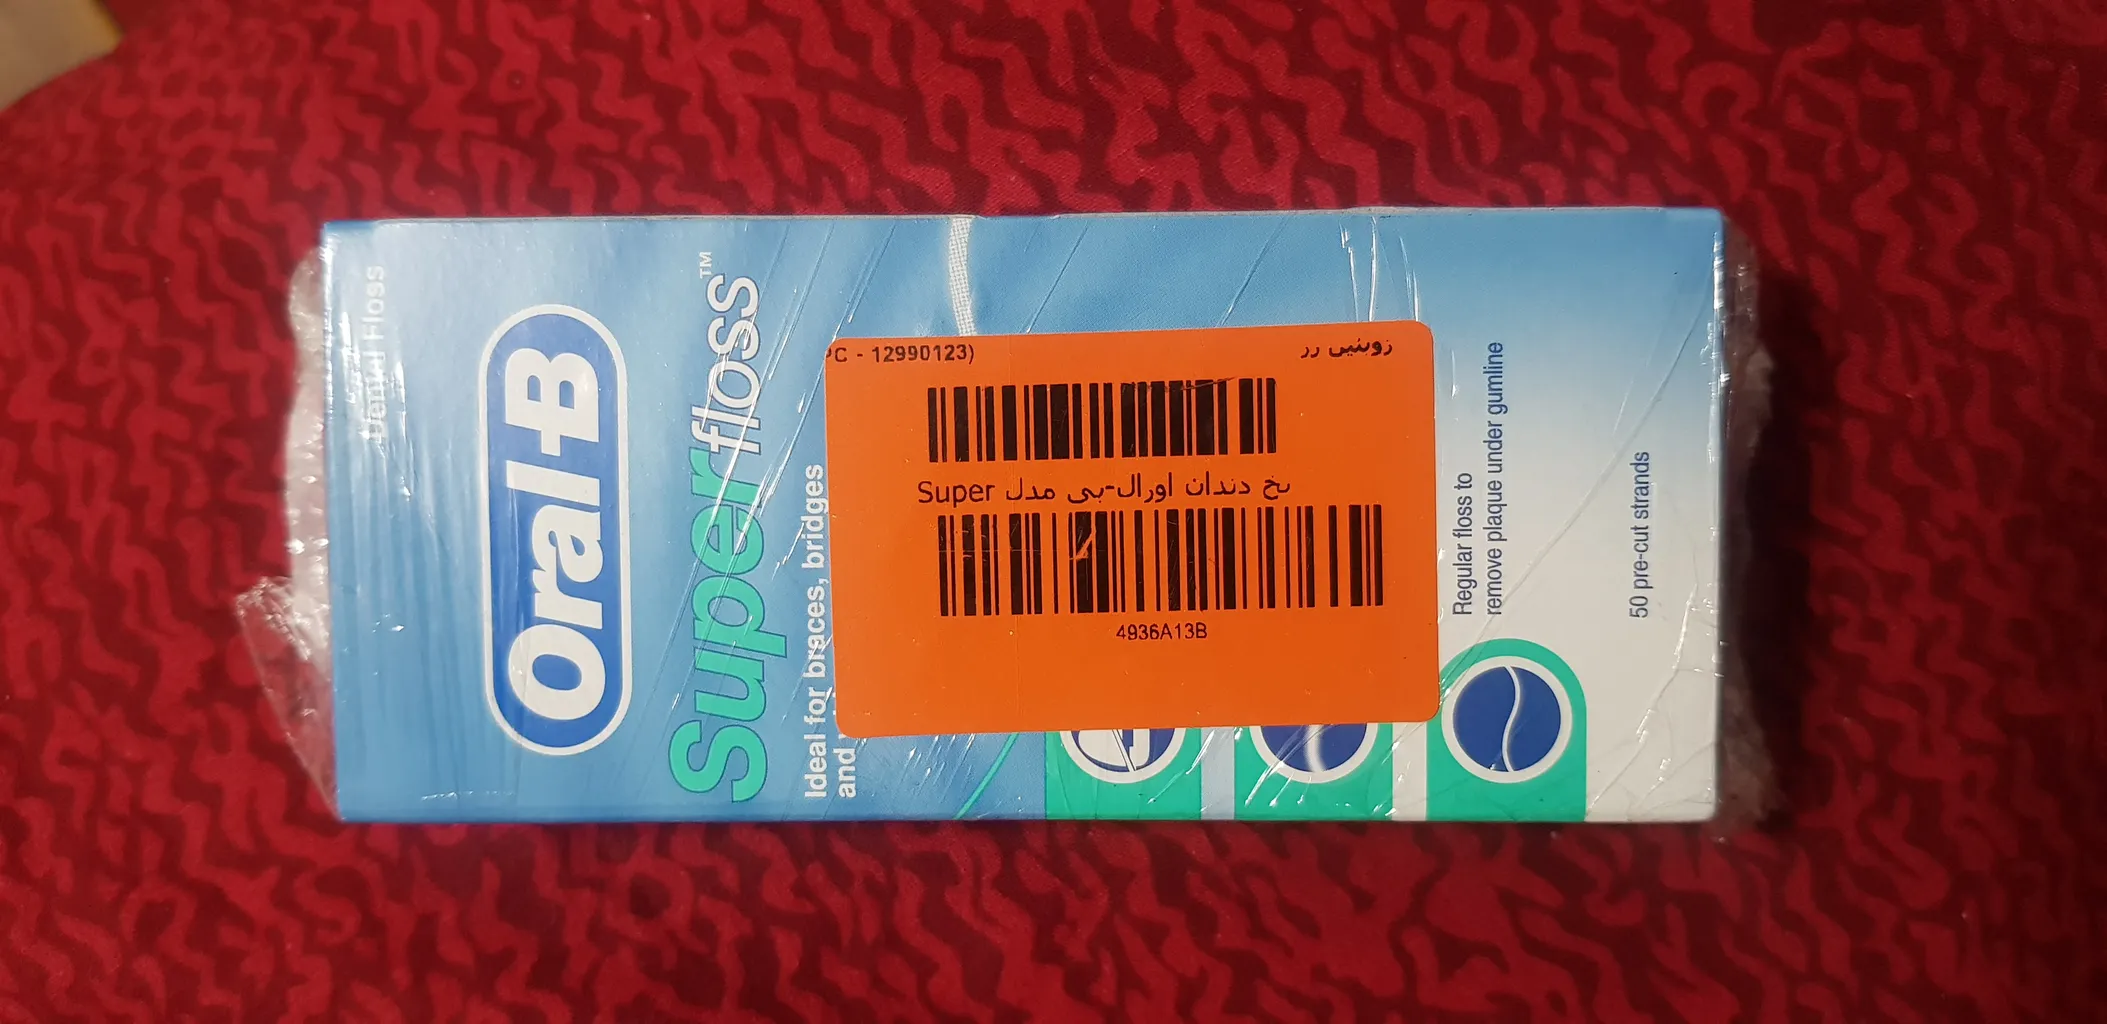 Dental Floss
Oral-B
Superfloss™
Ideal for braces, bridges
and
PC - 12990123)
زوبنیس رر
نخ دندان اورال-بی مدل Super
4936A13B
Regular floss to
remove plaque under gumline
50 pre-cut strands